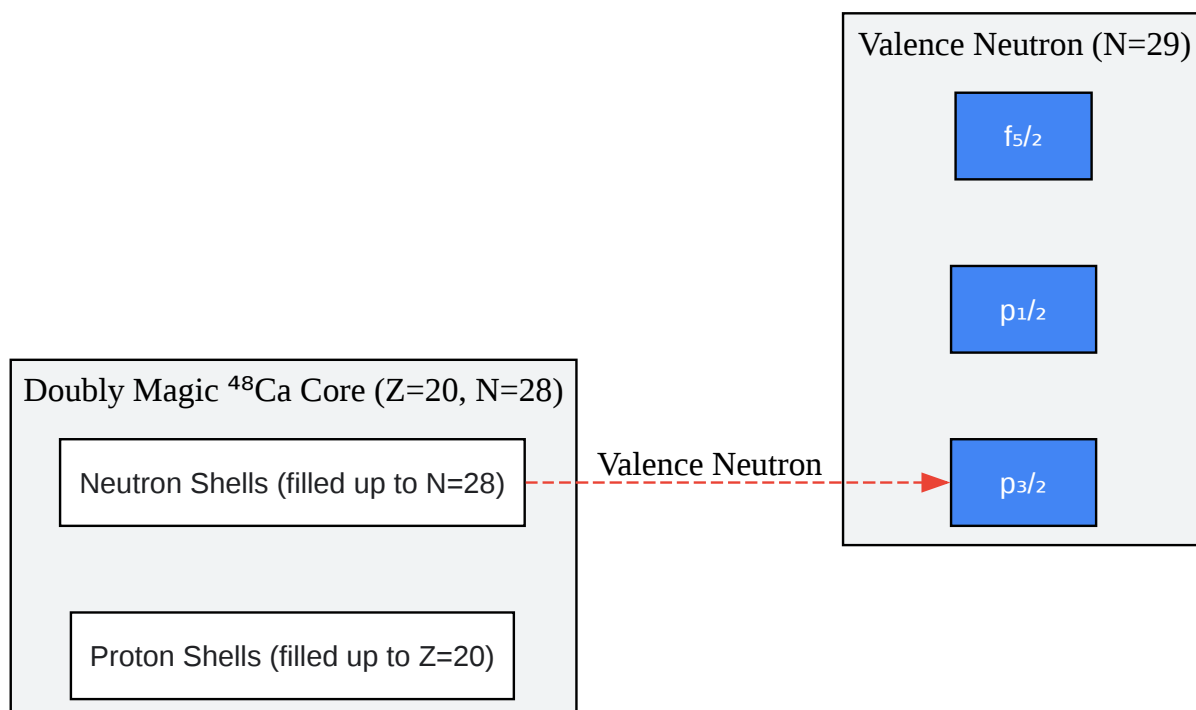 Valence Neutron (N=29)
f₅/₂
p₁/₂
Doubly Magic ⁴⁸Ca Core (Z=20, N=28)
Neutron Shells (filled up to N=28)
Valence Neutron
p₃/₂
Proton Shells (filled up to Z=20)